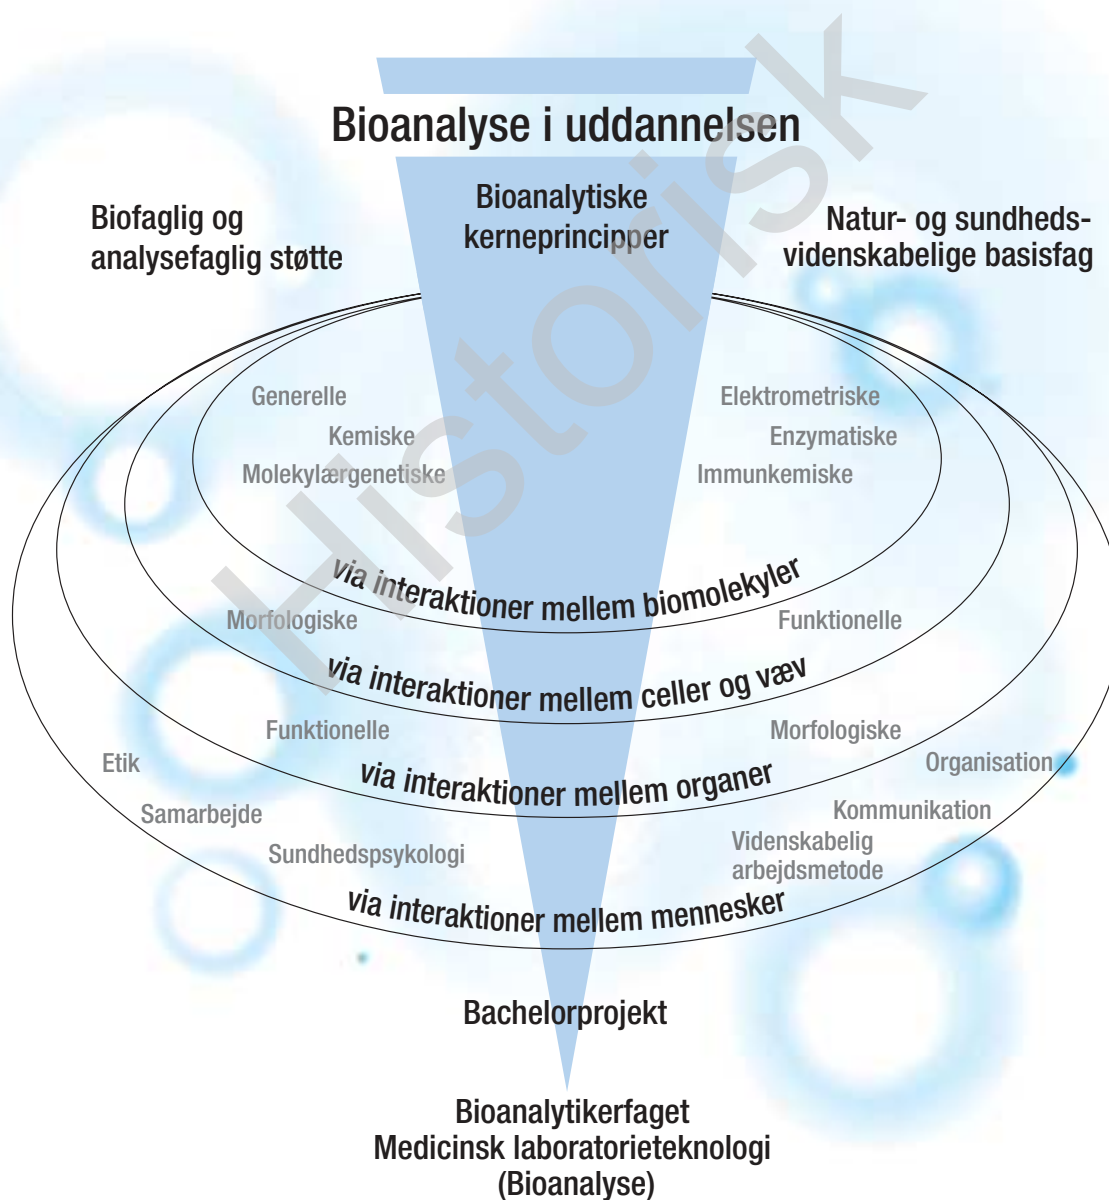 Bioanalyse i uddannelsen
Biofaglig og
analysefaglig støtte
Bioanalytiske
kerneprincipper
Natur- og sundheds-
videnskabelige basisfag
Generelle
Kemiske
Molekylærgenetiske
Elektrometriske
Enzymatiske
Immunkemiske
via interaktioner mellem biomolekyler
Morfologiske
Funktionelle
via interaktioner mellem celler og væv
Funktionelle
Morfologiske
via interaktioner mellem organer
Etik
Samarbejde
Sundhedspsykologi
Organisation
Kommunikation
Videnskabelig
arbejdsmetode
via interaktioner mellem mennesker
Bachelorprojekt
Bioanalytikerfaget
Medicinsk laboratorieteknologi
(Bioanalyse)
Historisk